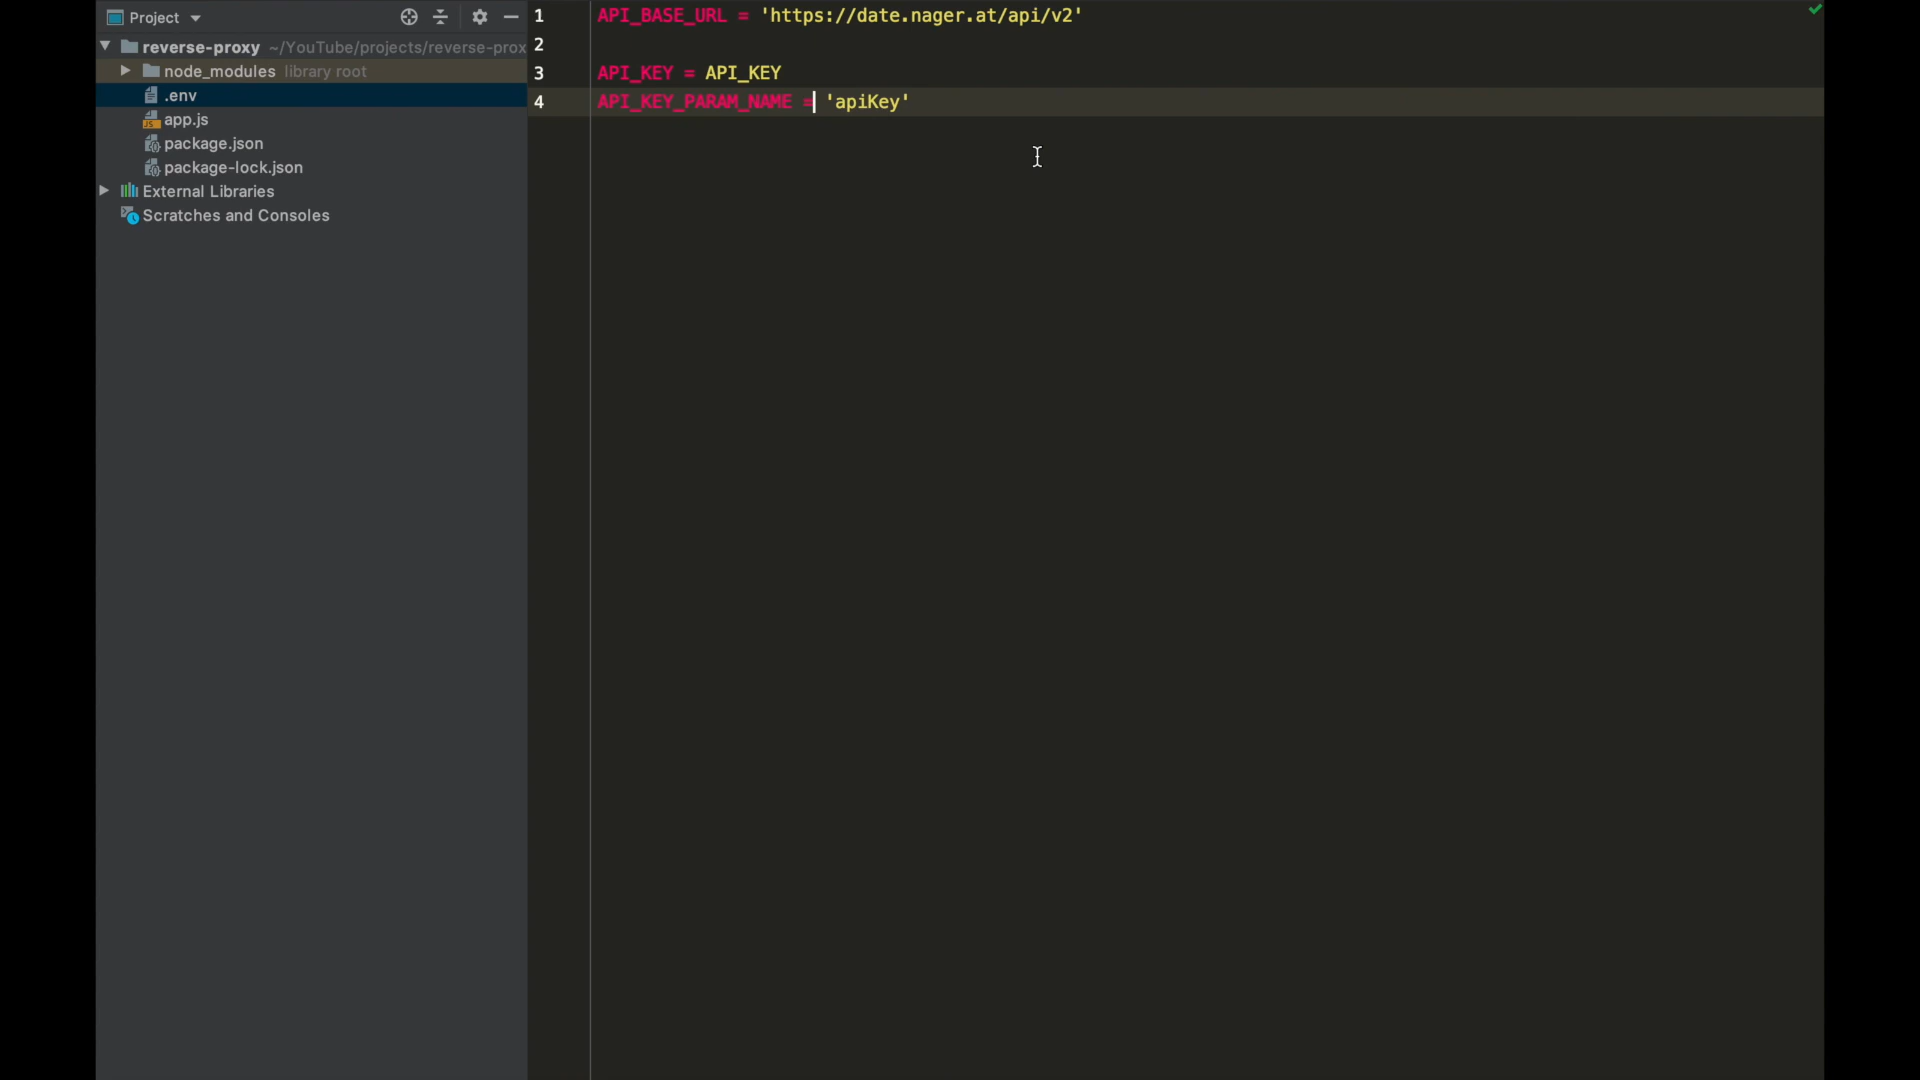 Project
reverse-proxy ~/YouTube/projects/reverse-prox
node_modules library root
.env
app.js
package.json
package-lock.json
External Libraries
Scratches and Consoles
1 API_BASE_URL = 'https://date.nager.at/api/v2'
2
3 API_KEY = API_KEY
4 API_KEY_PARAM_NAME = 'apiKey'